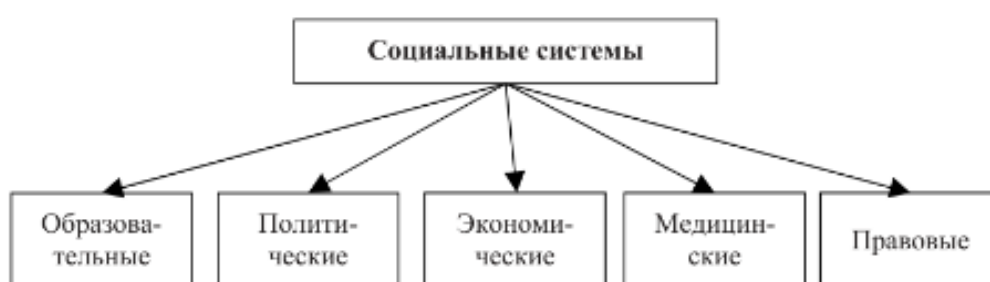 Социальные системы
Образова-
тельные
Полити-
ческие
Экономи-
ческие
Медицин-
ские
Правовые